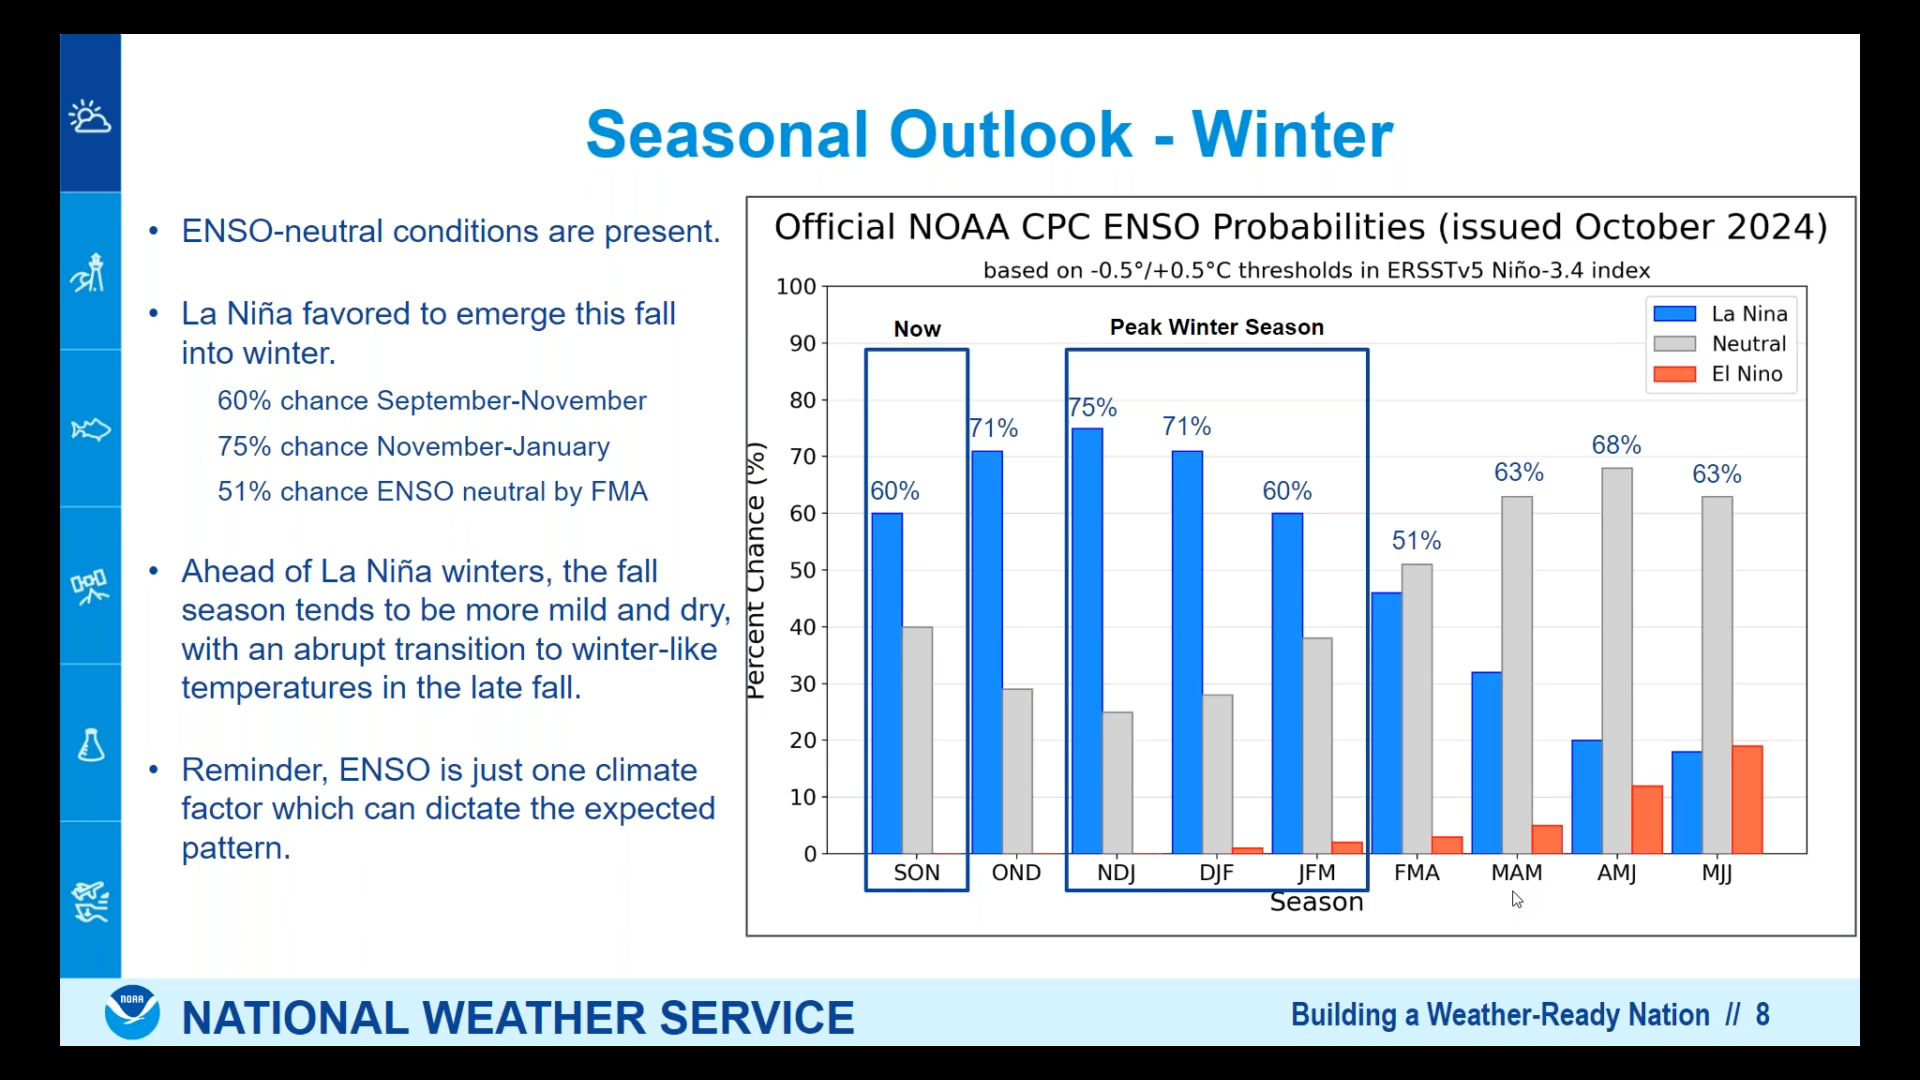 Seasonal Outlook - Winter
• ENSO-neutral conditions are present.
• La Niña favored to emerge this fall
into winter.
60% chance September-November
75% chance November-January
51% chance ENSO neutral by FMA
• Ahead of La Niña winters, the fall
season tends to be more mild and dry,
with an abrupt transition to winter-like
temperatures in the late fall.
• Reminder, ENSO is just one climate
factor which can dictate the expected
pattern.
Official NOAA CPC ENSO Probabilities (issued October 2024)
based on -0.5°/+0.5°C thresholds in ERSSTv5 Niño-3.4 index
Percent Chance (%)
100
90
80
70
60
50
40
30
20
10
0
Now
Peak Winter Season
La Nina
Neutral
El Nino
60%
71%
75%
71%
60%
51%
63%
68%
63%
SON OND NDJ DJF JFM FMA MAM AMJ MJJ
Season
NOAA
NATIONAL WEATHER SERVICE
Building a Weather-Ready Nation // 8